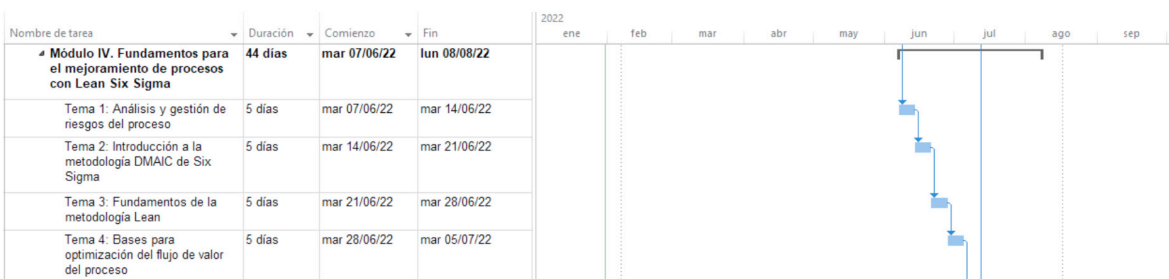 2022
Nombre de tarea Duración Comienzo Fin ene feb mar abr may jun jul ago sep
Módulo IV. Fundamentos para 44 días mar 07/06/22 lun 08/08/22
el mejoramiento de procesos
con Lean Six Sigma
Tema 1: Análisis y gestión de 5 días mar 07/06/22 mar 14/06/22
riesgos del proceso
Tema 2: Introducción a la 5 días mar 14/06/22 mar 21/06/22
metodología DMAIC de Six
Sigma
Tema 3: Fundamentos de la 5 días mar 21/06/22 mar 28/06/22
metodología Lean
Tema 4: Bases para 5 días mar 28/06/22 mar 05/07/22
optimización del flujo de valor
del proceso